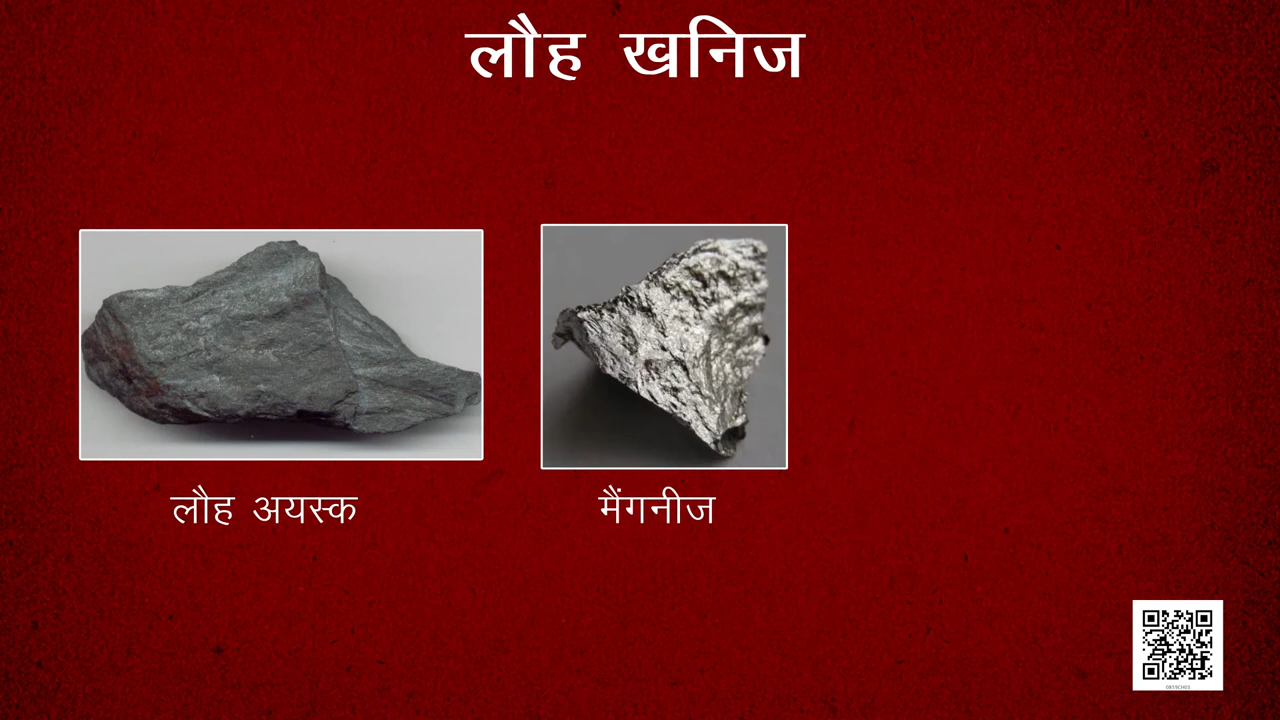 लौह खनिज
लौह अयस्क
मैंगनीज